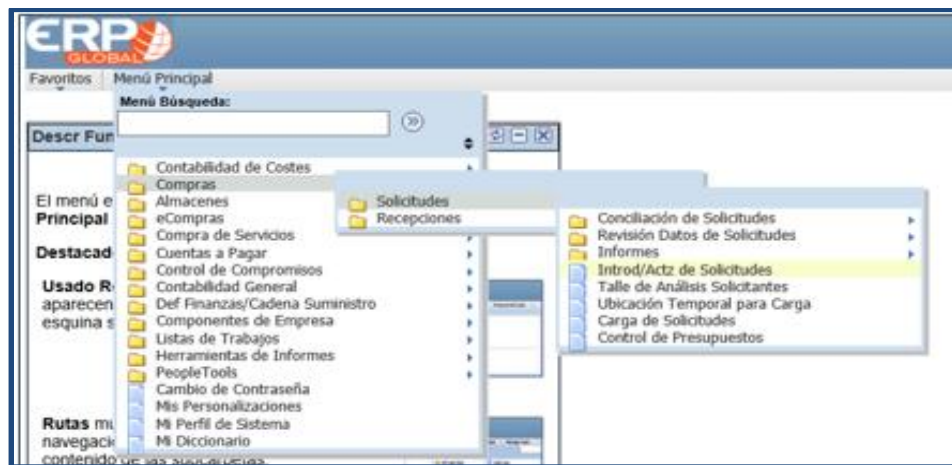 ERP
GLOBAL
Favoritos Menú Principal
Menú Búsqueda:
Descr Fun
El menú e
Principal
Destacad
Usado R
aparecen
esquina s
Rutas mu
navegaci
contenido de las subcarpetas.
Contabilidad de Costes
Compras
Almacenes
eCompras
Compra de Servicios
Cuentas a Pagar
Control de Compromisos
Contabilidad General
Def Finanzas/Cadena Suministro
Componentes de Empresa
Listas de Trabajos
Herramientas de Informes
PeopleTools
Cambio de Contraseña
Mis Personalizaciones
Mi Perfil de Sistema
Mi Diccionario
Solicitudes
Recepciones
Conciliación de Solicitudes
Revisión Datos de Solicitudes
Informes
Introd/Actz de Solicitudes
Talle de Análisis Solicitantes
Ubicación Temporal para Carga
Carga de Solicitudes
Control de Presupuestos